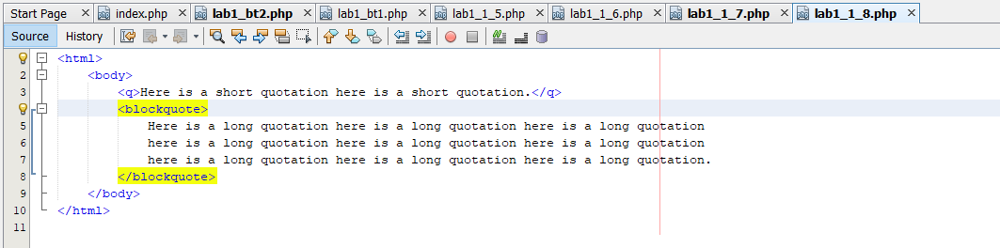 Start Page index.php lab1_bt2.php lab1_bt1.php lab1_1_5.php lab1_1_6.php lab1_1_7.php lab1_1_8.php
Source History
<html>
2 <body>
3 <q>Here is a short quotation here is a short quotation.</q>
<blockquote>
5 Here is a long quotation here is a long quotation here is a long quotation
6 here is a long quotation here is a long quotation here is a long quotation
7 here is a long quotation here is a long quotation here is a long quotation.
8 </blockquote>
9 </body>
10 </html>
11